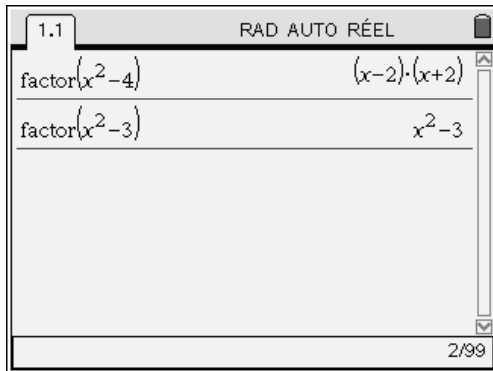 1.1 RAD AUTO RÉEL
factor(x²−4) (x−2)·(x+2)
factor(x²−3) x²−3
2/99